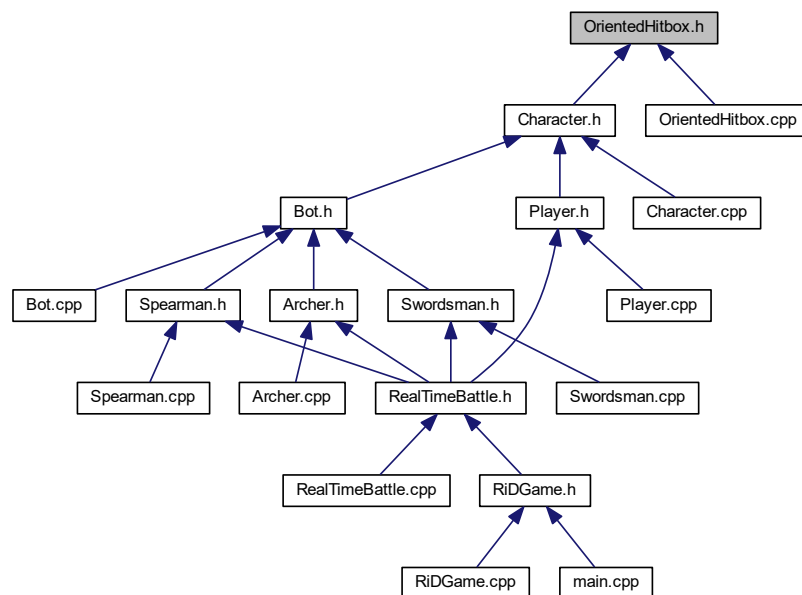 OrientedHitbox.h
Character.h
OrientedHitbox.cpp
Bot.h
Player.h
Character.cpp
Bot.cpp
Spearman.h
Archer.h
Swordsman.h
Player.cpp
Spearman.cpp
Archer.cpp
RealTimeBattle.h
Swordsman.cpp
RealTimeBattle.cpp
RiDGame.h
RiDGame.cpp
main.cpp